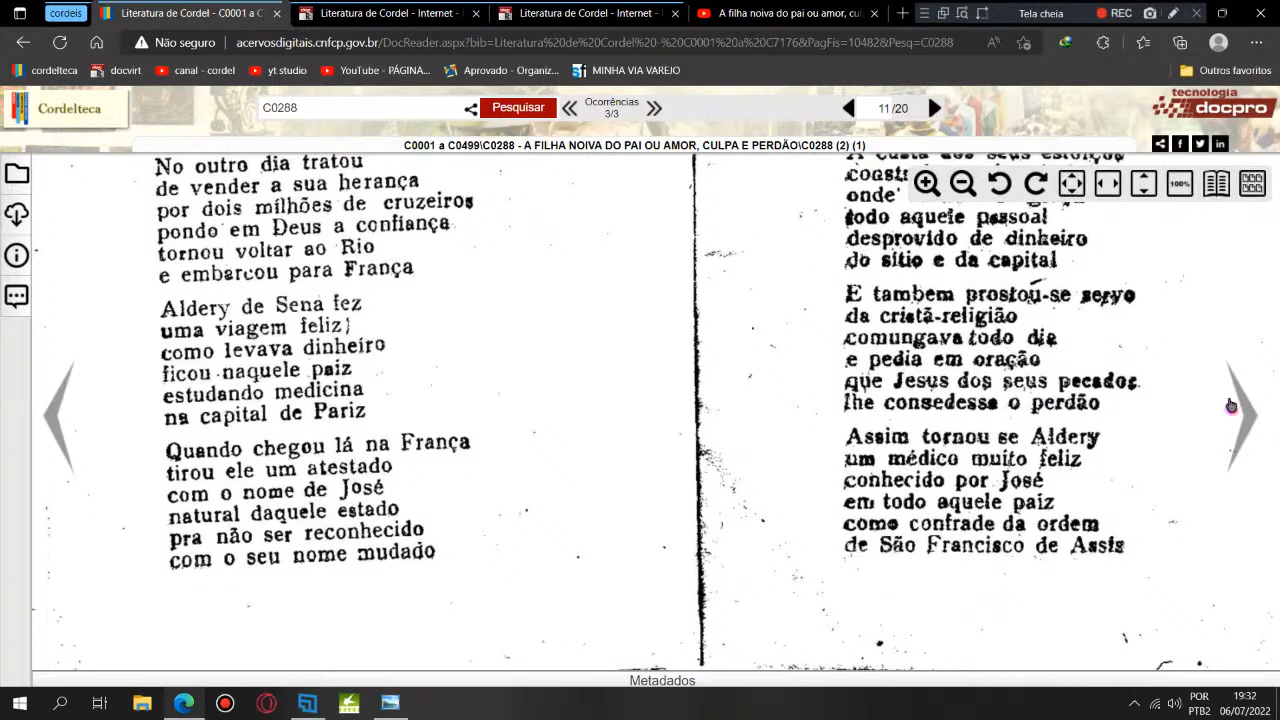 cordeis
Literatura de Cordel - C0001 a C
Literatura de Cordel - Internet -
Literatura de Cordel - Internet -
A filha noiva do pai ou amor, cul
Tela cheia
REC
Não seguro
acervosdigitais.cnfcp.gov.br/DocReader.aspx?bib=Literatura%20de%20Cordel%20-%20C0001%20a%20C7176&PagFis=10482&Pesq=C0288
cordelteca
docvirt
canal - cordel
yt studio
YouTube - PÁGINA...
Aprovado - Organiz...
MINHA VIA VAREJO
Outros favoritos
Cordelteca
C0288
Pesquisar
Ocorrências
3/3
11/20
tecnologia
docpro
C0001 a C0499\C0288 - A FILHA NOIVA DO PAI OU AMOR, CULPA E PERDÃO\C0288 (2) (1)
100%
No outro dia tratou
de vender a sua herança
por dois milhões de cruzeiros
pondo em Deus a confiança
tornou voltar ao Rio
e embarcou para França
Aldery de Sena fez
uma viagem feliz;
como levava dinheiro
ficou naquele paiz
estudando medicina
na capital de Pariz
Quando chegou lá na França
tirou ele um atestado
com o nome de José
natural daquele estado
pra não ser reconhecido
com o seu nome mudado
A custa dos seus esforços
onde
todo aquele pessoal
desprovido de dinheiro
do sítio e da capital
E tambem prostou-se servo
da cristã-religião
comungava todo dia
e pedia em oração
que Jesus dos seus pecados
lhe consedesse o perdão
Assim tornou se Aldery
um médico muito feliz
conhecido por José
em todo aquele paiz
como confrade da ordem
de São Francisco de Assis
Metadados
POR
PTB2
19:32
06/07/2022